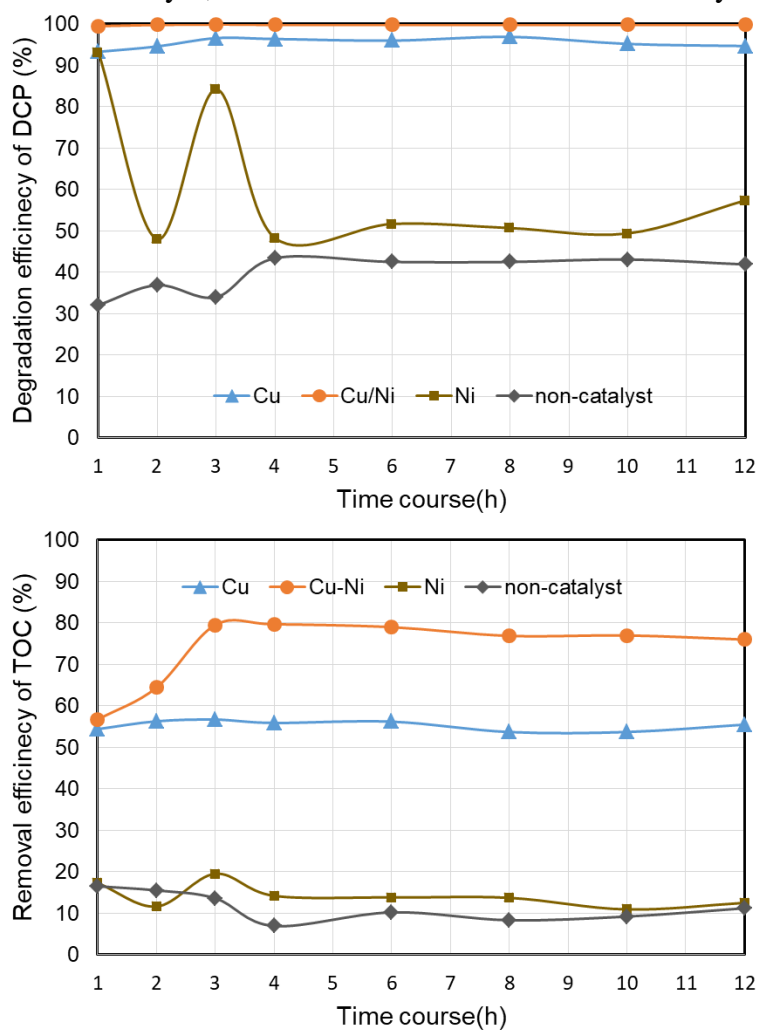 100
90
80
70
60
50
40
30
20
10
0
Degradation efficinecy of DCP (%)
Cu Cu/Ni Ni non-catalyst
1 2 3 4 5 6 7 8 9 10 11 12
Time course(h)
100
90
80
70
60
50
40
30
20
10
0
Removal efficinecy of TOC (%)
Cu Cu-Ni Ni non-catalyst
1 2 3 4 5 6 7 8 9 10 11 12
Time course(h)